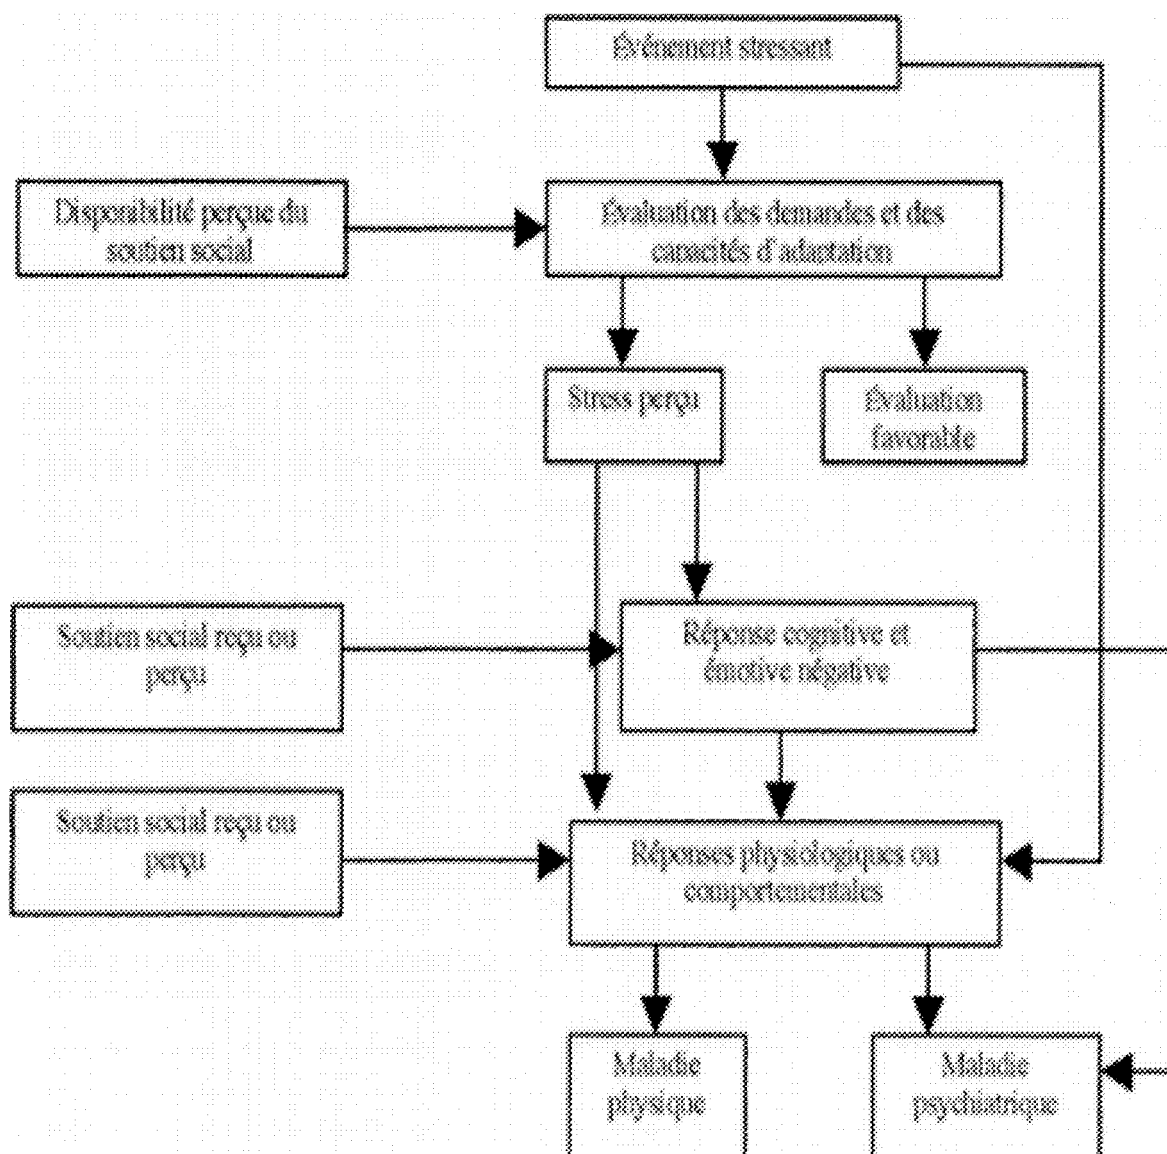 Événement stressant
Disponibilité perçue du
soutien social
Évaluation des demandes et des
capacités d'adaptation
Stress perçu
Évaluation
favorable
Soutien social reçu ou
perçu
Réponse cognitive et
émotive négative
Soutien social reçu ou
perçu
Réponses physiologiques ou
comportementales
Maladie
physique
Maladie
psychiatrique